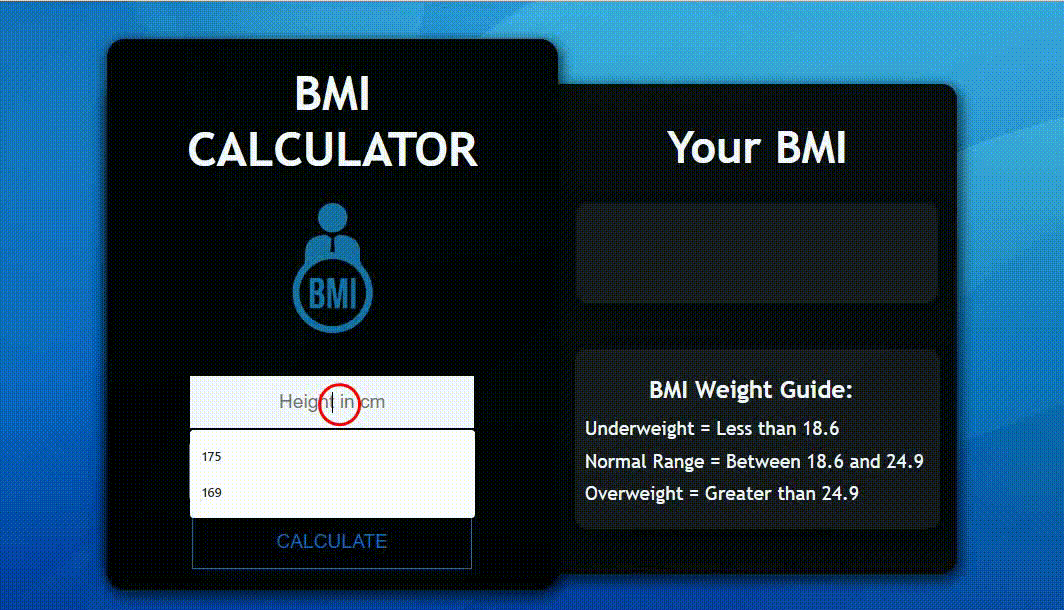 BMI
CALCULATOR
BMI
Height in cm
175
169
CALCULATE
Your BMI
BMI Weight Guide:
Underweight = Less than 18.6
Normal Range = Between 18.6 and 24.9
Overweight = Greater than 24.9